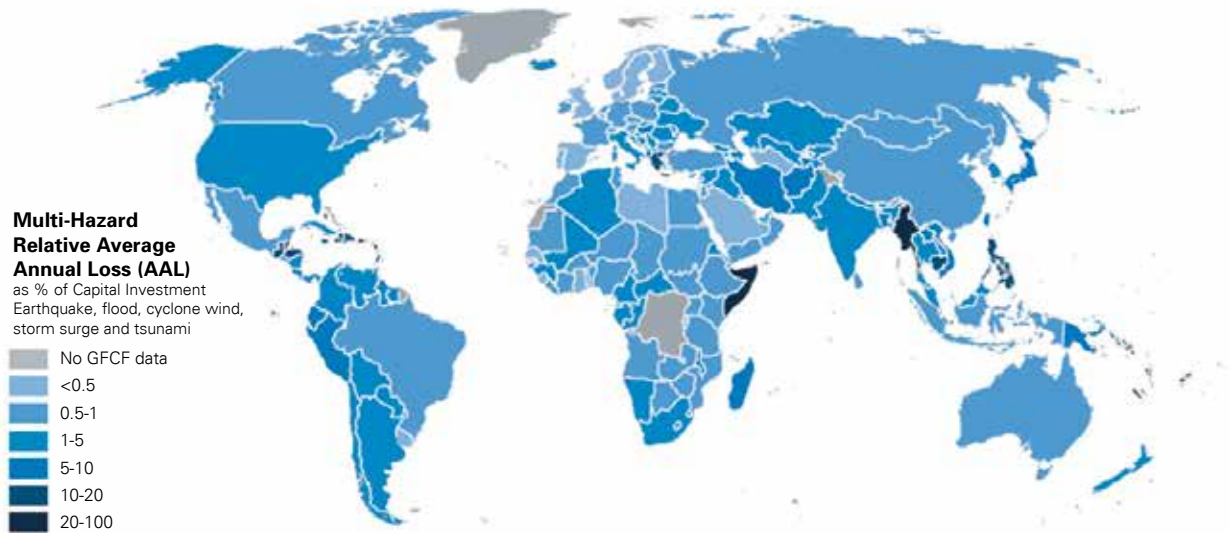 Multi-Hazard
Relative Average
Annual Loss (AAL)
as % of Capital Investment
Earthquake, flood, cyclone wind,
storm surge and tsunami
No GFCF data
<0.5
0.5-1
1-5
5-10
10-20
20-100